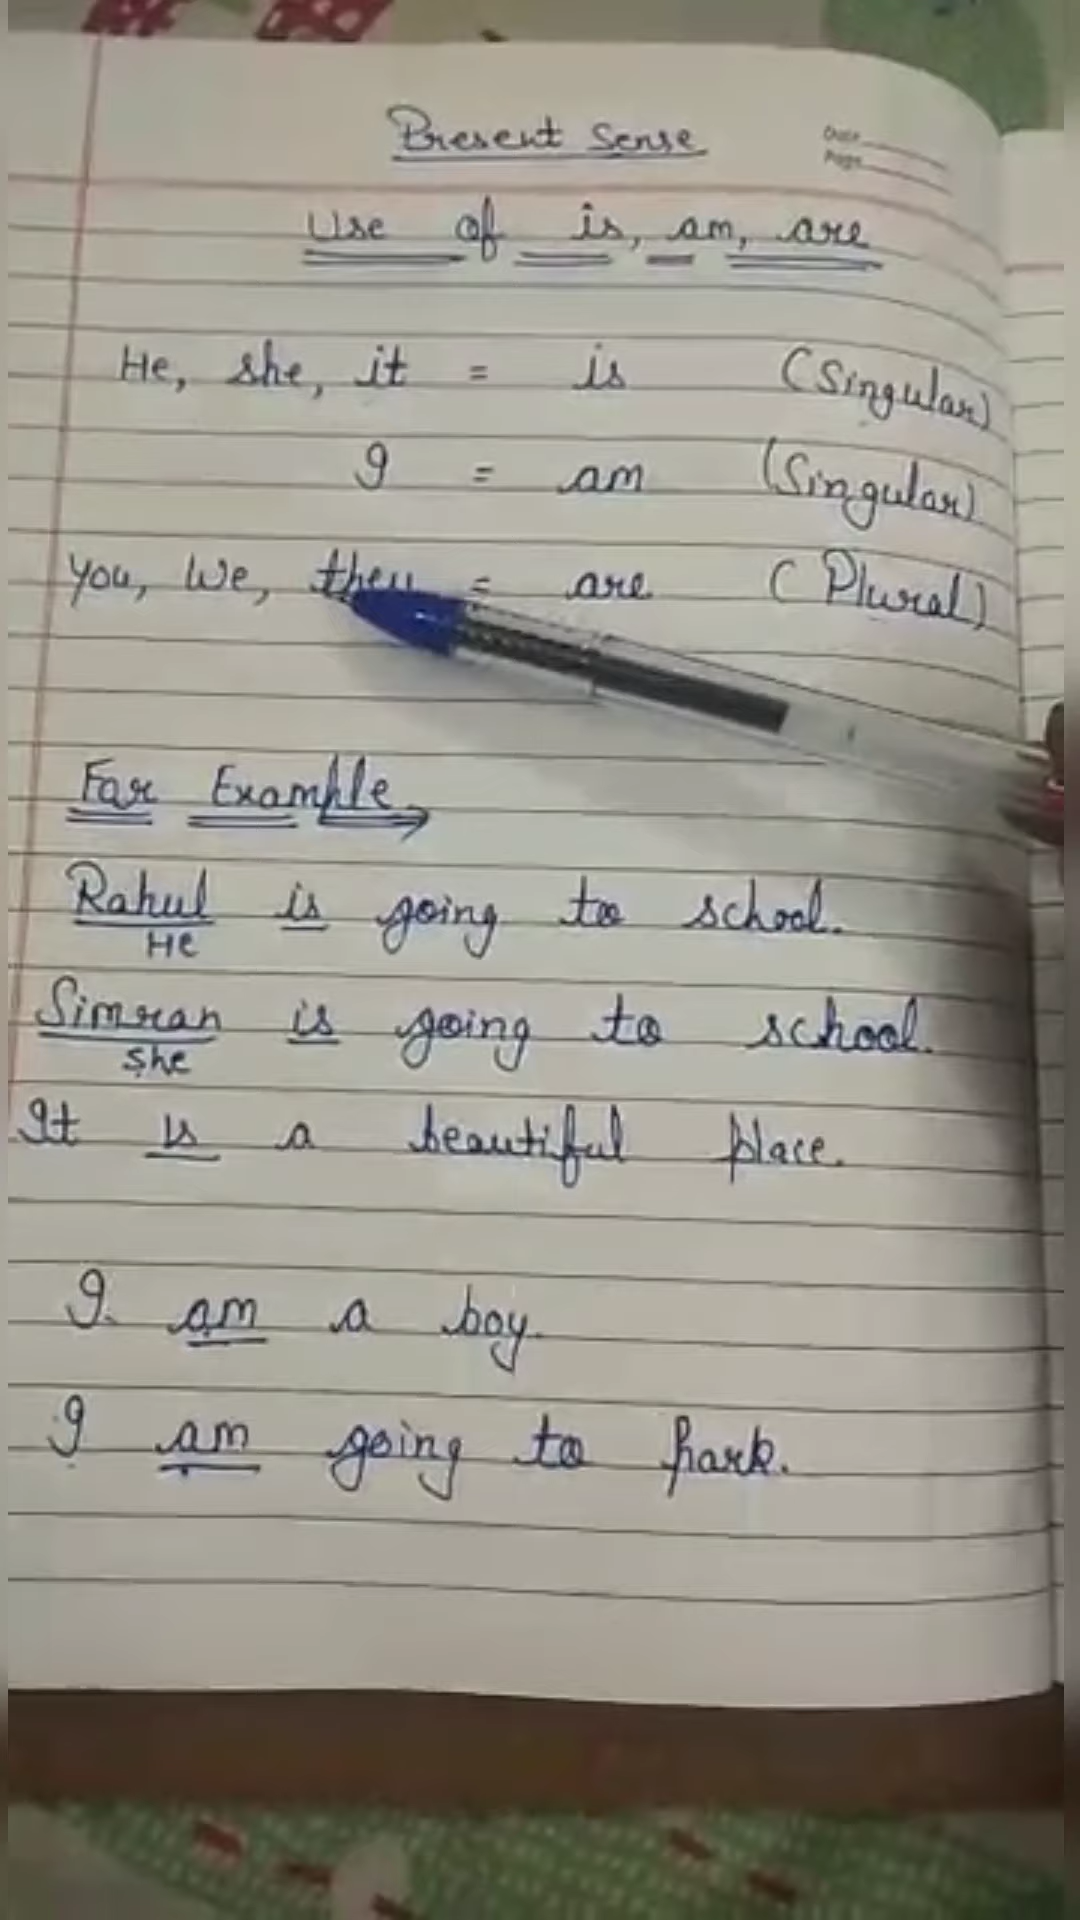 Present Sense
Date
Page
Use of is, am, are
He, she, it = is (Singular)
I = am (Singular)
You, We, they = are (Plural)
For Example
Rahul is going to school.
He
Simran is going to school.
She
It is a beautiful place.
I am a boy.
I am going to park.